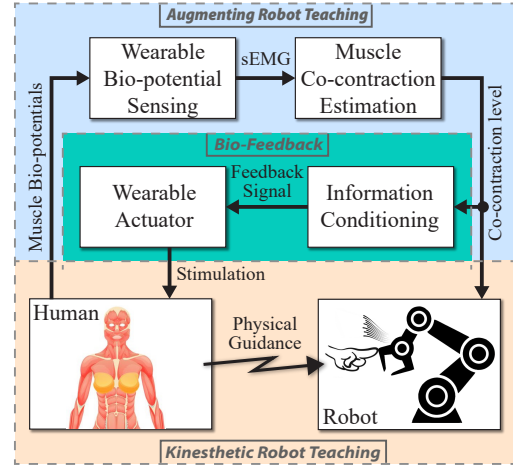 Augmenting Robot Teaching
Wearable
Bio-potential
Sensing
sEMG
Muscle
Co-contraction
Estimation
Muscle Bio-potentials
Co-contraction level
Bio-Feedback
Wearable
Actuator
Feedback
Signal
Information
Conditioning
Stimulation
Human
Physical
Guidance
Robot
Kinesthetic Robot Teaching